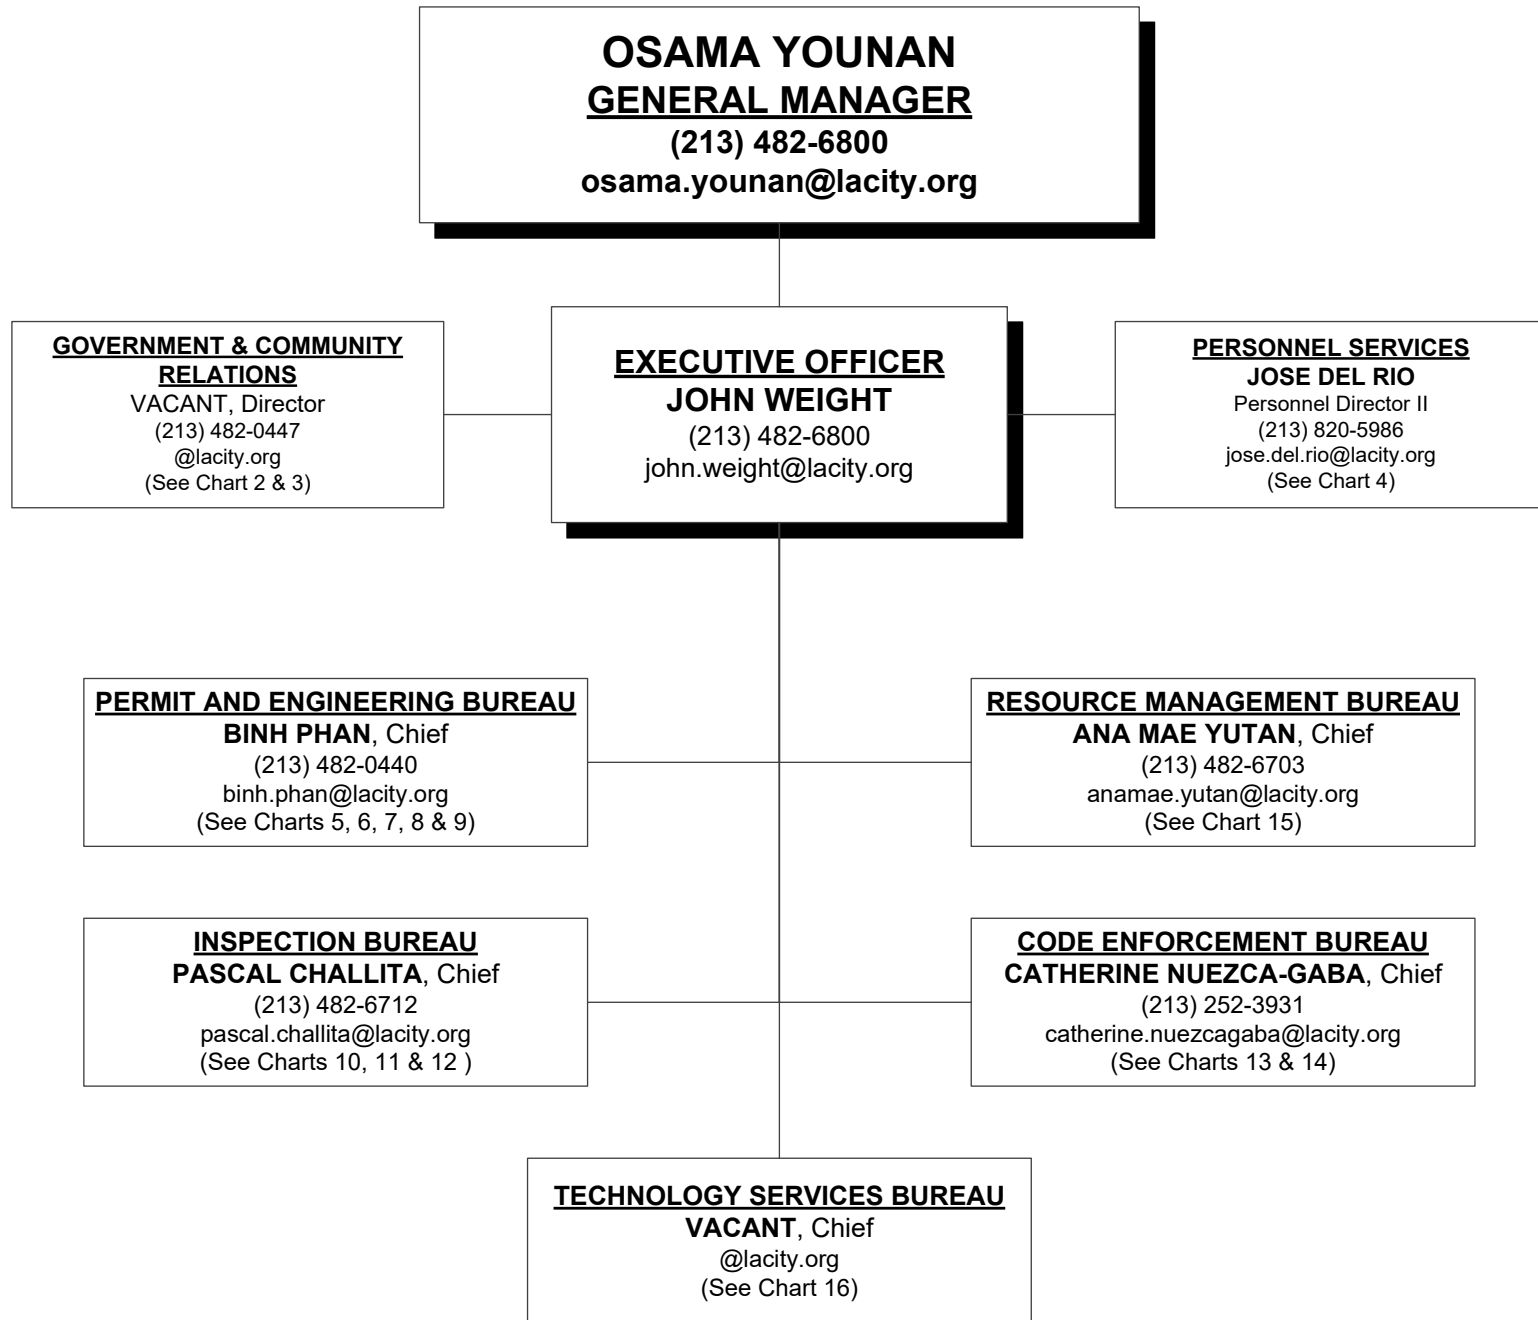 OSAMA YOUNAN
GENERAL MANAGER
(213) 482-6800
osama.younan@lacity.org
GOVERNMENT & COMMUNITY
RELATIONS
VACANT, Director
(213) 482-0447
@lacity.org
(See Chart 2 & 3)
EXECUTIVE OFFICER
JOHN WEIGHT
(213) 482-6800
john.weight@lacity.org
PERSONNEL SERVICES
JOSE DEL RIO
Personnel Director II
(213) 820-5986
jose.del.rio@lacity.org
(See Chart 4)
PERMIT AND ENGINEERING BUREAU
BINH PHAN, Chief
(213) 482-0440
binh.phan@lacity.org
(See Charts 5, 6, 7, 8 & 9)
RESOURCE MANAGEMENT BUREAU
ANA MAE YUTAN, Chief
(213) 482-6703
anamae.yutan@lacity.org
(See Chart 15)
INSPECTION BUREAU
PASCAL CHALLITA, Chief
(213) 482-6712
pascal.challita@lacity.org
(See Charts 10, 11 & 12 )
CODE ENFORCEMENT BUREAU
CATHERINE NUEZCA-GABA, Chief
(213) 252-3931
catherine.nuezcagaba@lacity.org
(See Charts 13 & 14)
TECHNOLOGY SERVICES BUREAU
VACANT, Chief
@lacity.org
(See Chart 16)